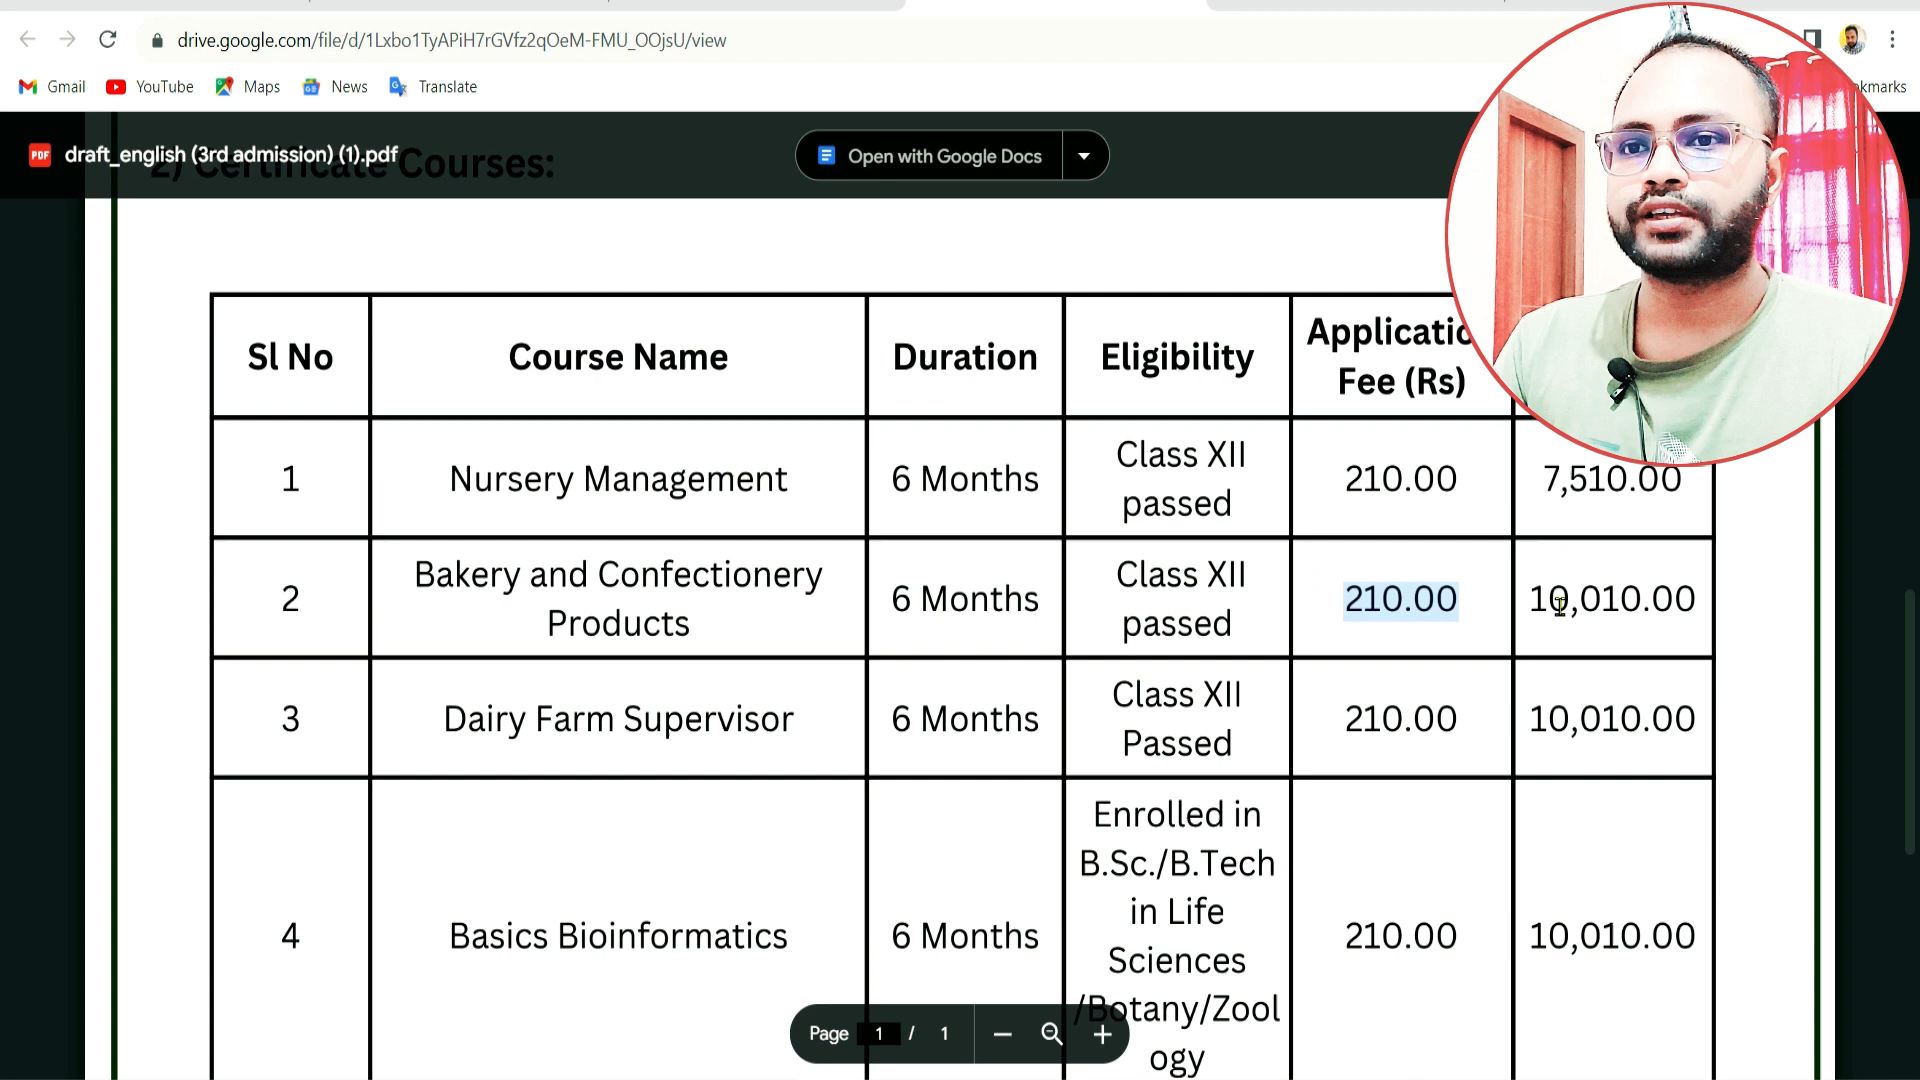 drive.google.com/file/d/1Lxbo1TyAPiH7rGVfz2qOeM-FMU_OOjsU/view
Gmail YouTube Maps News Translate kmarks
PDF draft_english (3rd admission) (1).pdf Open with Google Docs
2) Certificate Courses:
Sl No Course Name Duration Eligibility Applicatio
Fee (Rs)
1 Nursery Management 6 Months Class XII
passed 210.00 7,510.00
2 Bakery and Confectionery
Products 6 Months Class XII
passed 210.00 10,010.00
3 Dairy Farm Supervisor 6 Months Class XII
Passed 210.00 10,010.00
4 Basics Bioinformatics 6 Months Enrolled in
B.Sc./B.Tech
in Life
Sciences
/Botany/Zool
ogy 210.00 10,010.00
Page 1 / 1